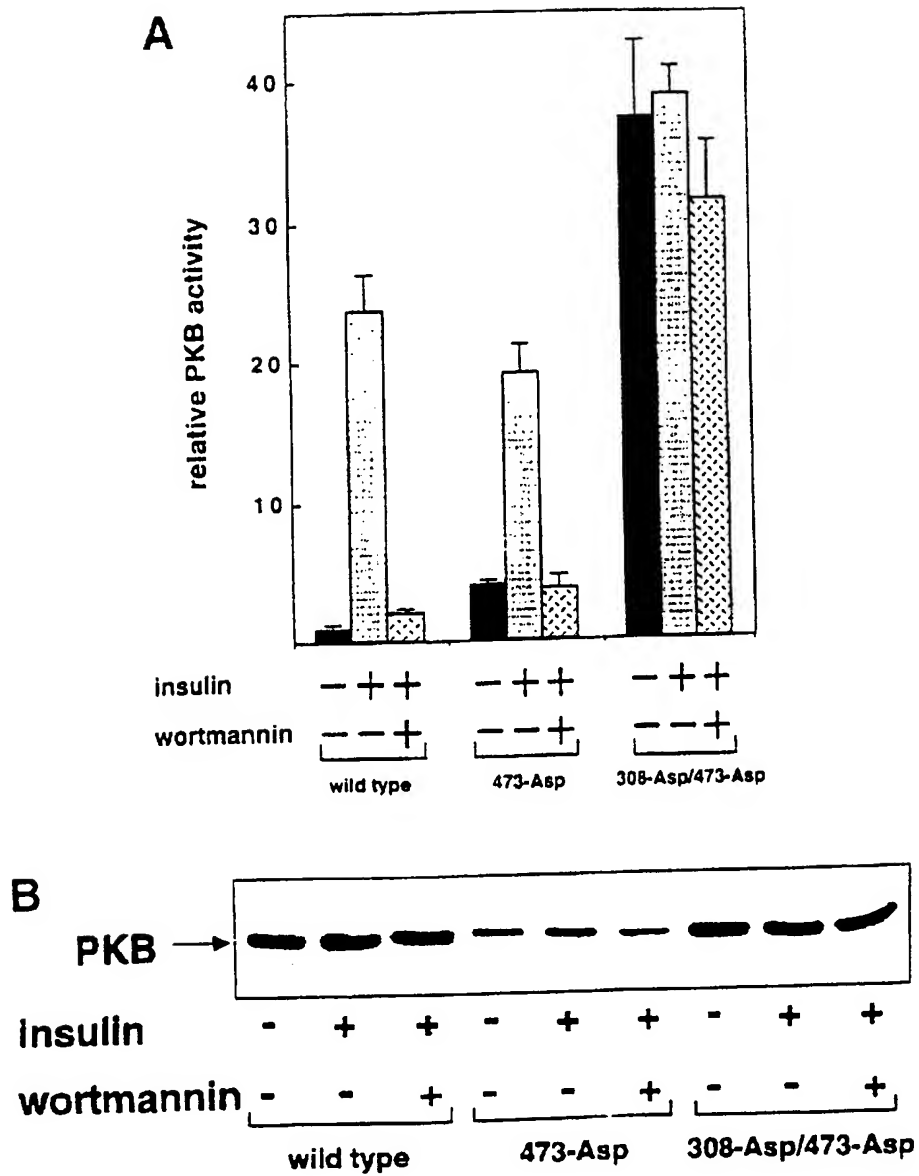 A
40
30
20
10
relative PKB activity
insulin – + + – + + – + +
wortmannin – – + – – + – – +
wild type 473-Asp 308-Asp/473-Asp
B
PKB
insulin - + + - + + - + +
wortmannin - - + - - + - - +
wild type 473-Asp 308-Asp/473-Asp